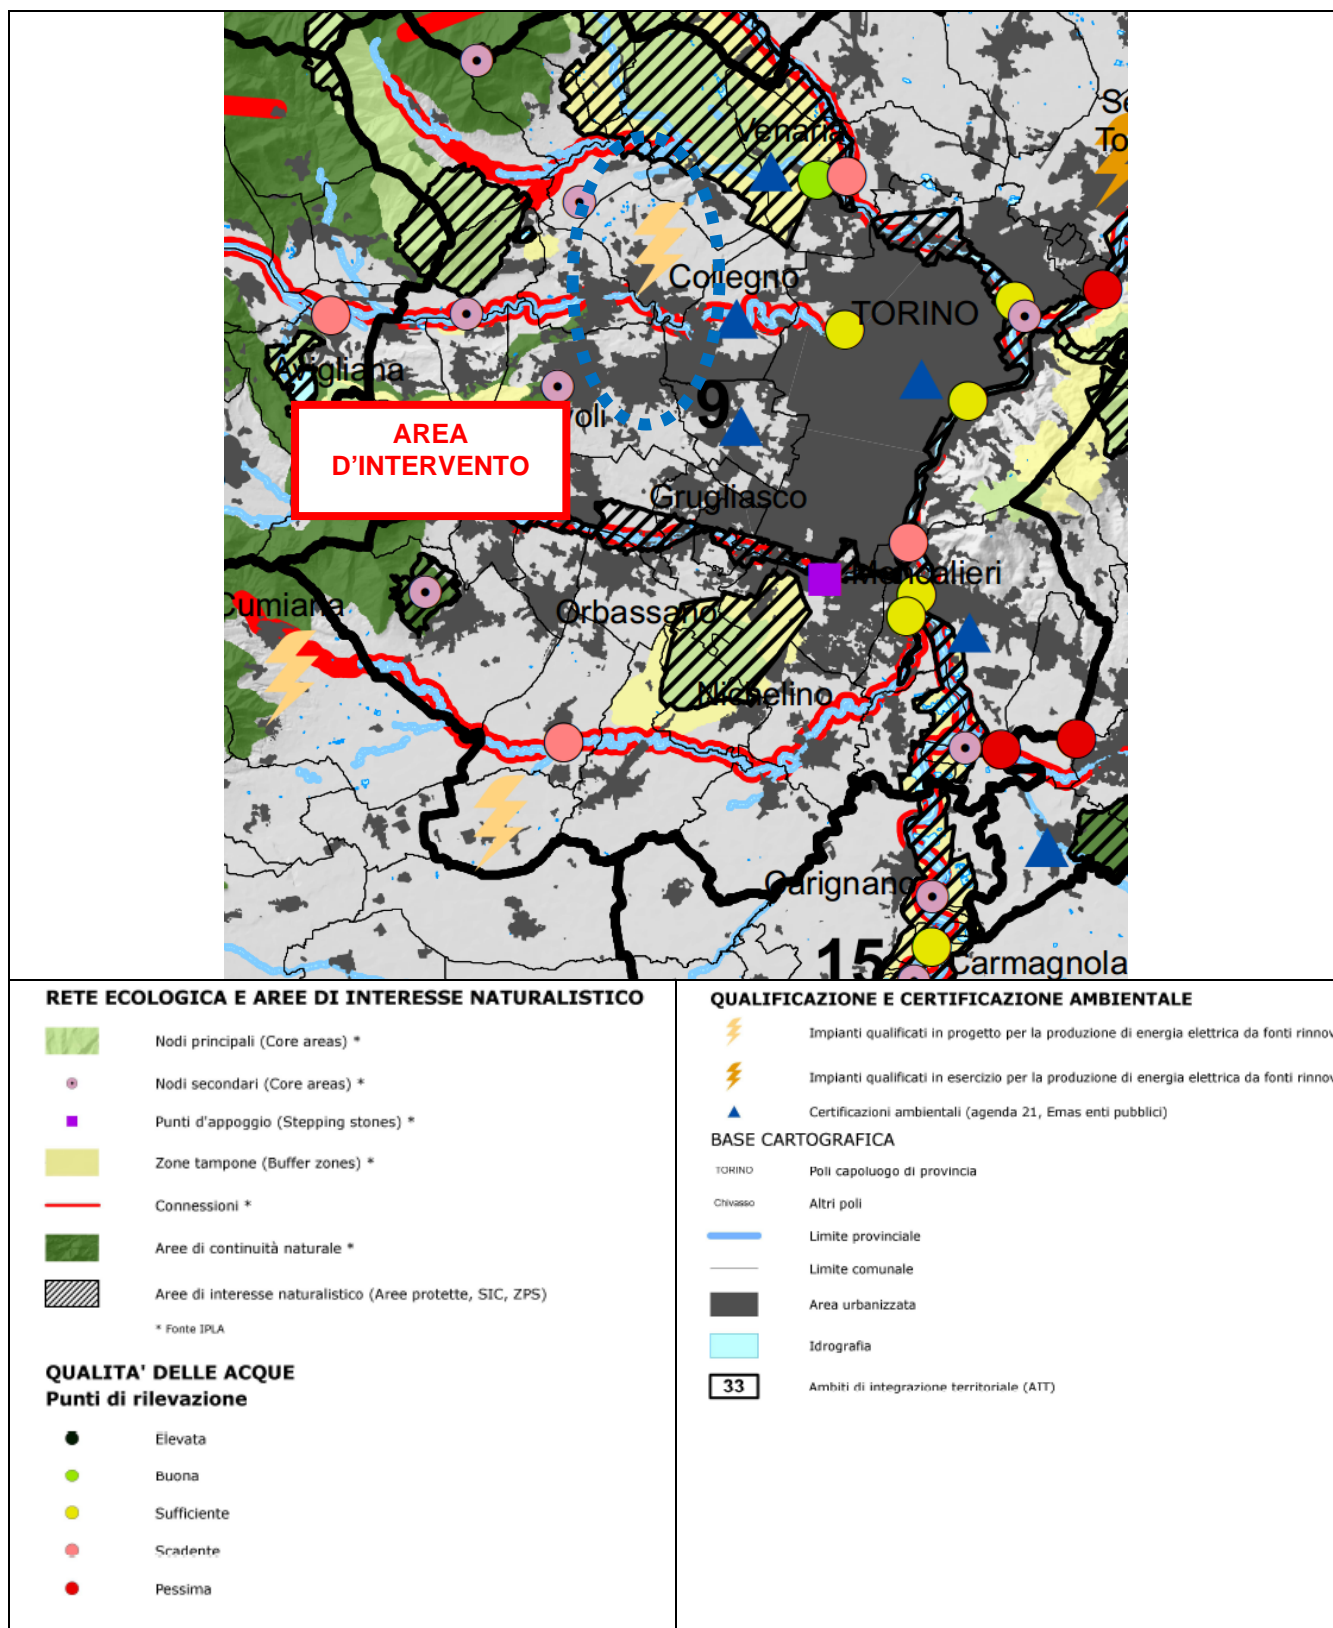 Se
To
Venaria
Collegno
TORINO
Avigliana
AREA
D'INTERVENTO
oli
9
Grugliasco
Moncalieri
Cumiana
Orbassano
Nichelino
Carignano
15
Carmagnola
RETE ECOLOGICA E AREE DI INTERESSE NATURALISTICO
Nodi principali (Core areas) *
Nodi secondari (Core areas) *
Punti d'appoggio (Stepping stones) *
Zone tampone (Buffer zones) *
Connessioni *
Aree di continuità naturale *
Aree di interesse naturalistico (Aree protette, SIC, ZPS)
* Fonte IPLA
QUALITA' DELLE ACQUE
Punti di rilevazione
Elevata
Buona
Sufficiente
Scadente
Pessima
QUALIFICAZIONE E CERTIFICAZIONE AMBIENTALE
Impianti qualificati in progetto per la produzione di energia elettrica da fonti rinnov
Impianti qualificati in esercizio per la produzione di energia elettrica da fonti rinnov
Certificazioni ambientali (agenda 21, Emas enti pubblici)
BASE CARTOGRAFICA
TORINO Poli capoluogo di provincia
Chivasso Altri poli
Limite provinciale
Limite comunale
Area urbanizzata
Idrografia
33 Ambiti di integrazione territoriale (AIT)